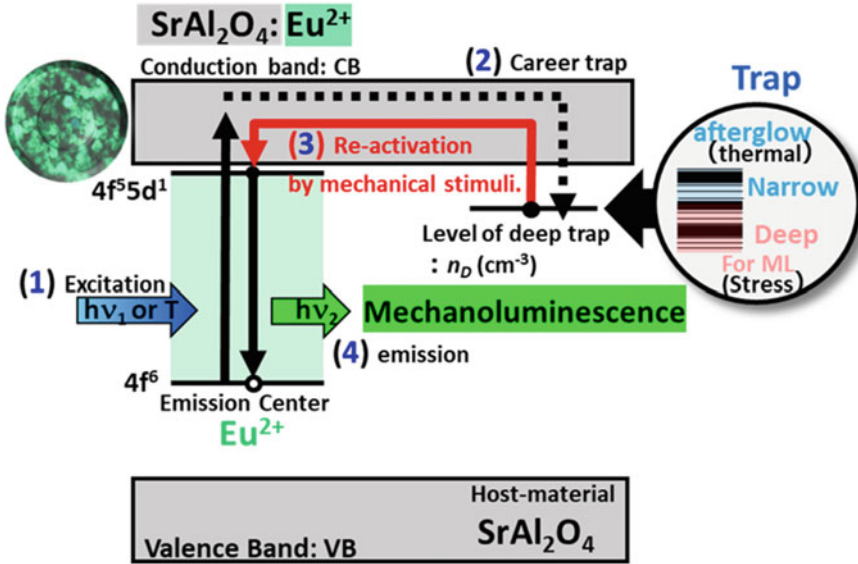 SrAl₂O₄: Eu²⁺
Conduction band: CB
(2) Career trap
Trap
(3) Re-activation
by mechanical stimuli.
afterglow
(thermal)
Narrow
Deep
For ML
(Stress)
4f⁵5d¹
Level of deep trap
: n_D (cm⁻³)
(1) Excitation
hν₁ or T
hν₂
Mechanoluminescence
(4) emission
4f⁶
Emission Center
Eu²⁺
Host-material
SrAl₂O₄
Valence Band: VB